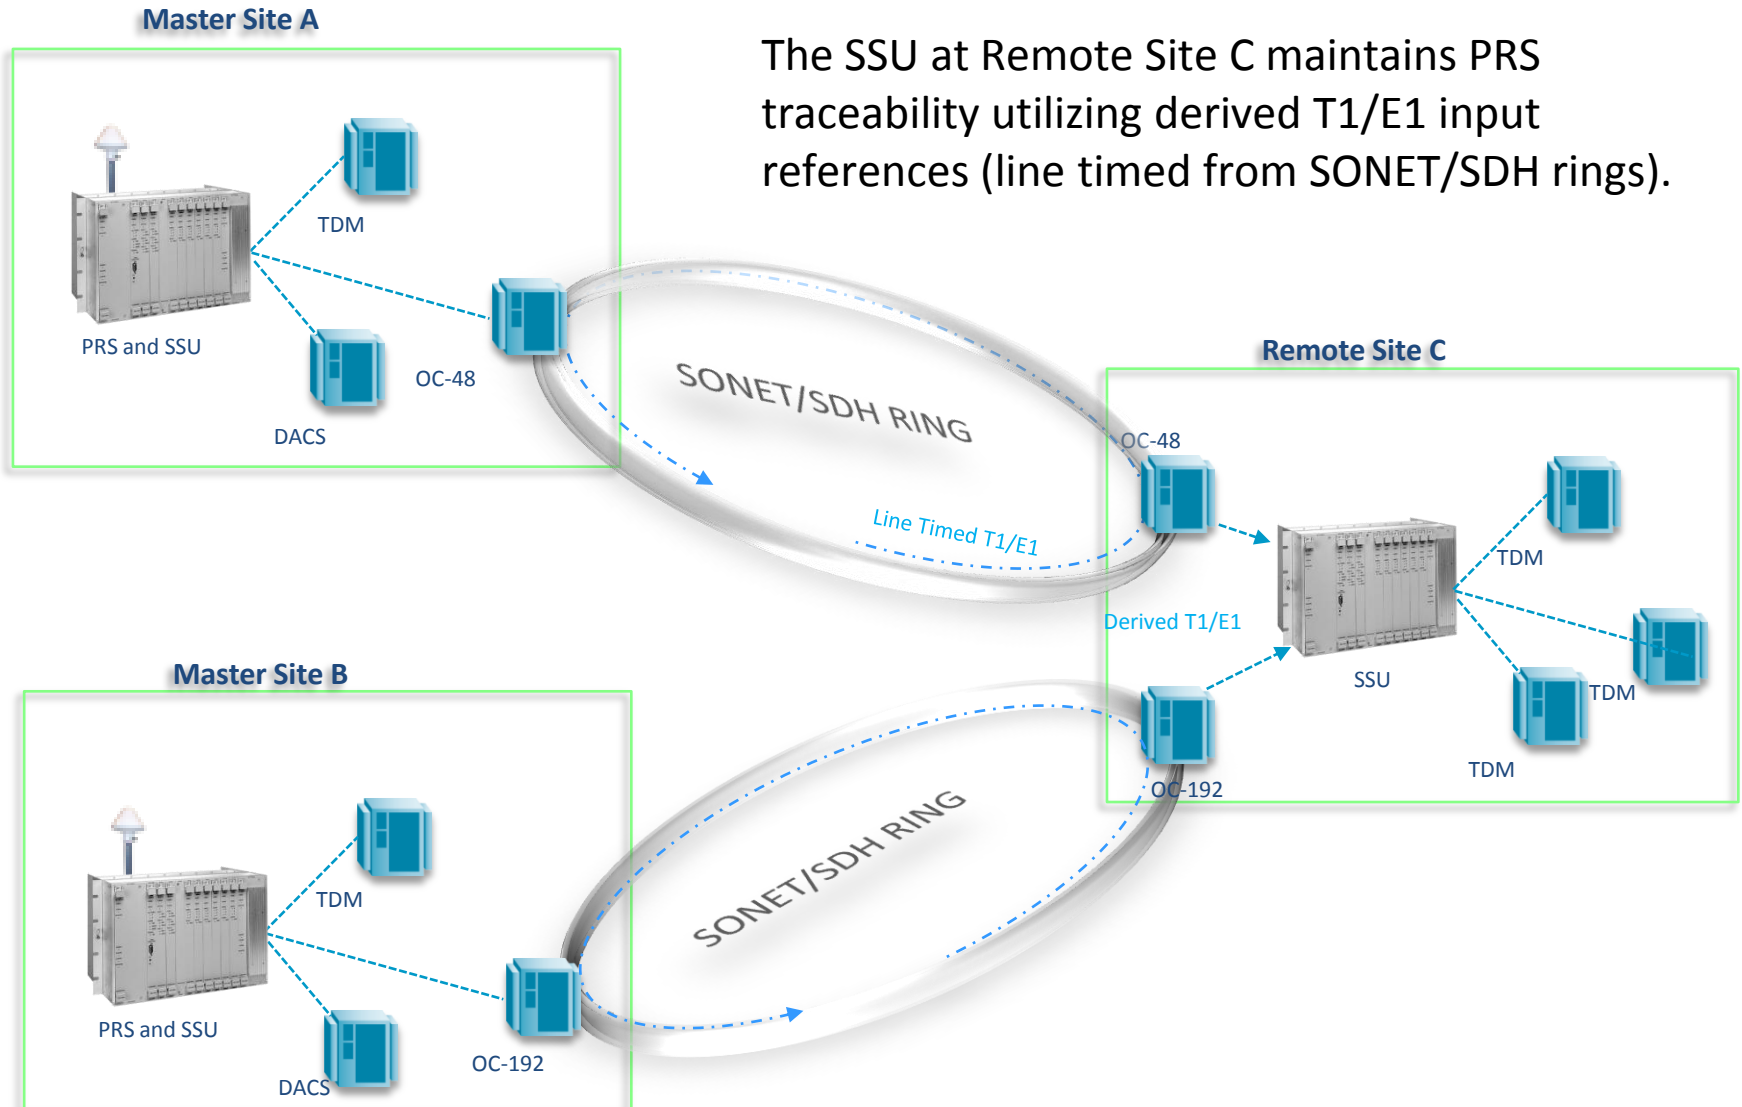 Master Site A
The SSU at Remote Site C maintains PRS
traceability utilizing derived T1/E1 input
references (line timed from SONET/SDH rings).
TDM
PRS and SSU
OC-48
DACS
SONET/SDH RING
Line Timed T1/E1
Remote Site C
OC-48
TDM
Derived T1/E1
SSU
TDM
TDM
OC-192
Master Site B
SONET/SDH RING
TDM
PRS and SSU
OC-192
DACS